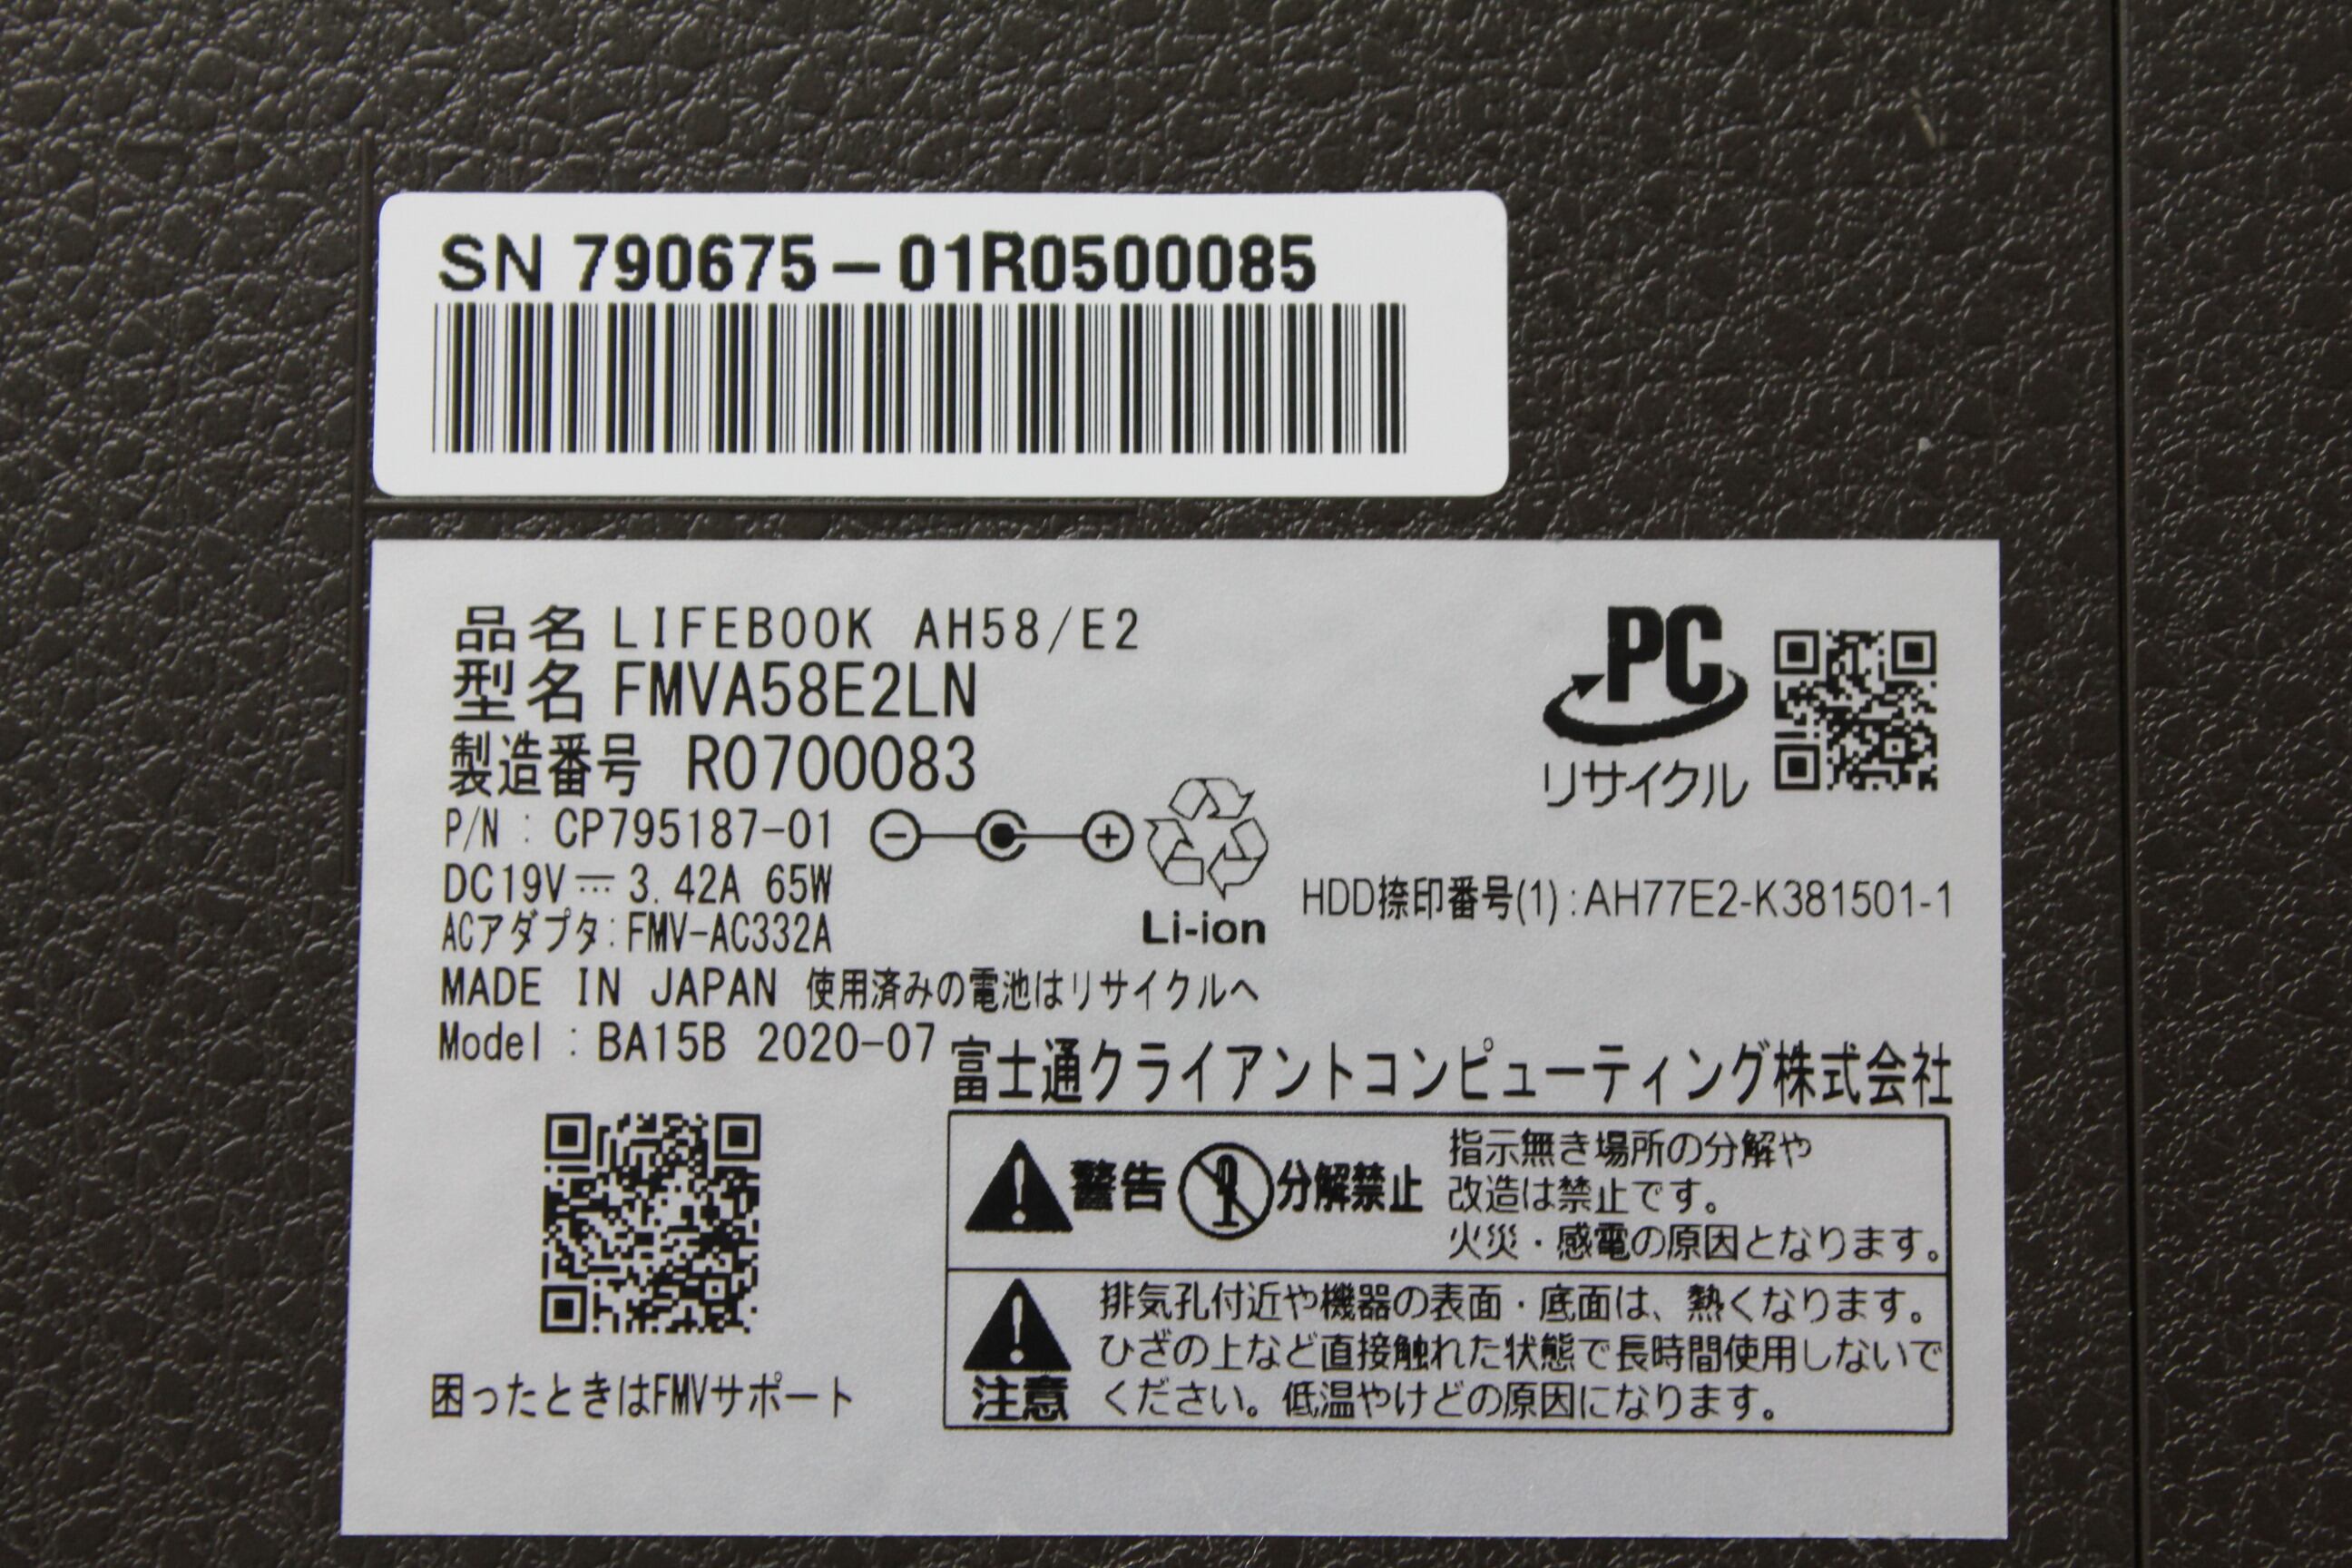 SN 790675-01R0500085
品名 LIFEBOOK AH58/E2
型名 FMVA58E2LN
製造番号 R0700083
P/N : CP795187-01
DC19V⎓3.42A 65W
ACアダプタ:FMV-AC332A
Li-ion
PC
リサイクル
HDD捺印番号(1):AH77E2-K381501-1
MADE IN JAPAN 使用済みの電池はリサイクルへ
Model : BA15B 2020-07
富士通クライアントコンピューティング株式会社
警告 分解禁止
指示無き場所の分解や
改造は禁止です。
火災・感電の原因となります。
注意
排気孔付近や機器の表面・底面は、熱くなります。
ひざの上など直接触れた状態で長時間使用しないで
ください。低温やけどの原因になります。
困ったときはFMVサポート